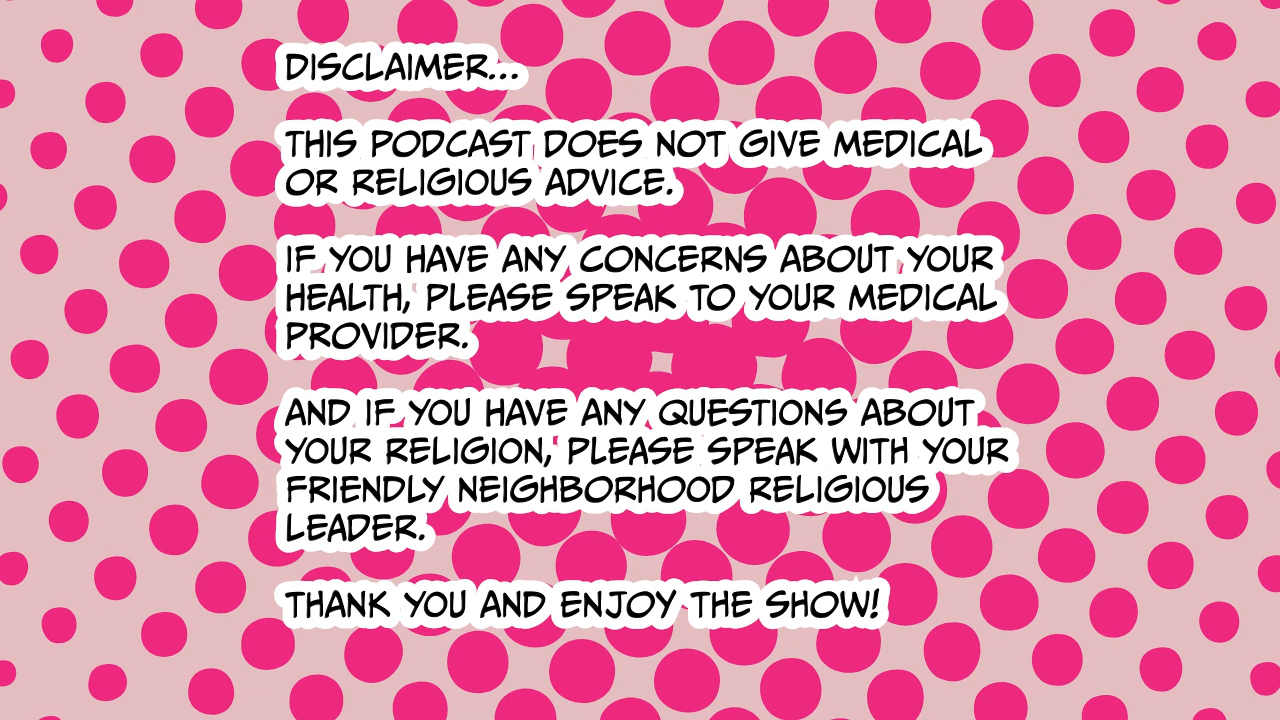 DISCLAIMER...
THIS PODCAST DOES NOT GIVE MEDICAL
OR RELIGIOUS ADVICE.
IF YOU HAVE ANY CONCERNS ABOUT YOUR
HEALTH, PLEASE SPEAK TO YOUR MEDICAL
PROVIDER.
AND IF YOU HAVE ANY QUESTIONS ABOUT
YOUR RELIGION, PLEASE SPEAK WITH YOUR
FRIENDLY NEIGHBORHOOD RELIGIOUS
LEADER.
THANK YOU AND ENJOY THE SHOW!